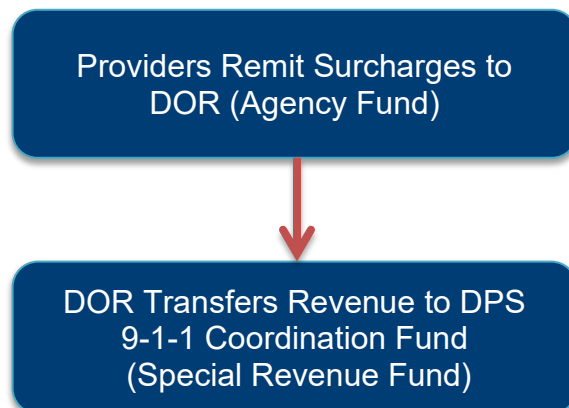 Providers Remit Surcharges to
DOR (Agency Fund)
DOR Transfers Revenue to DPS
9-1-1 Coordination Fund
(Special Revenue Fund)